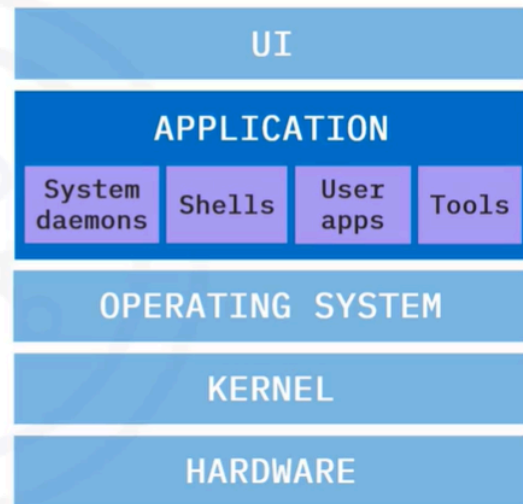 UI
APPLICATION
System
daemons
Shells
User
apps
Tools
OPERATING SYSTEM
KERNEL
HARDWARE